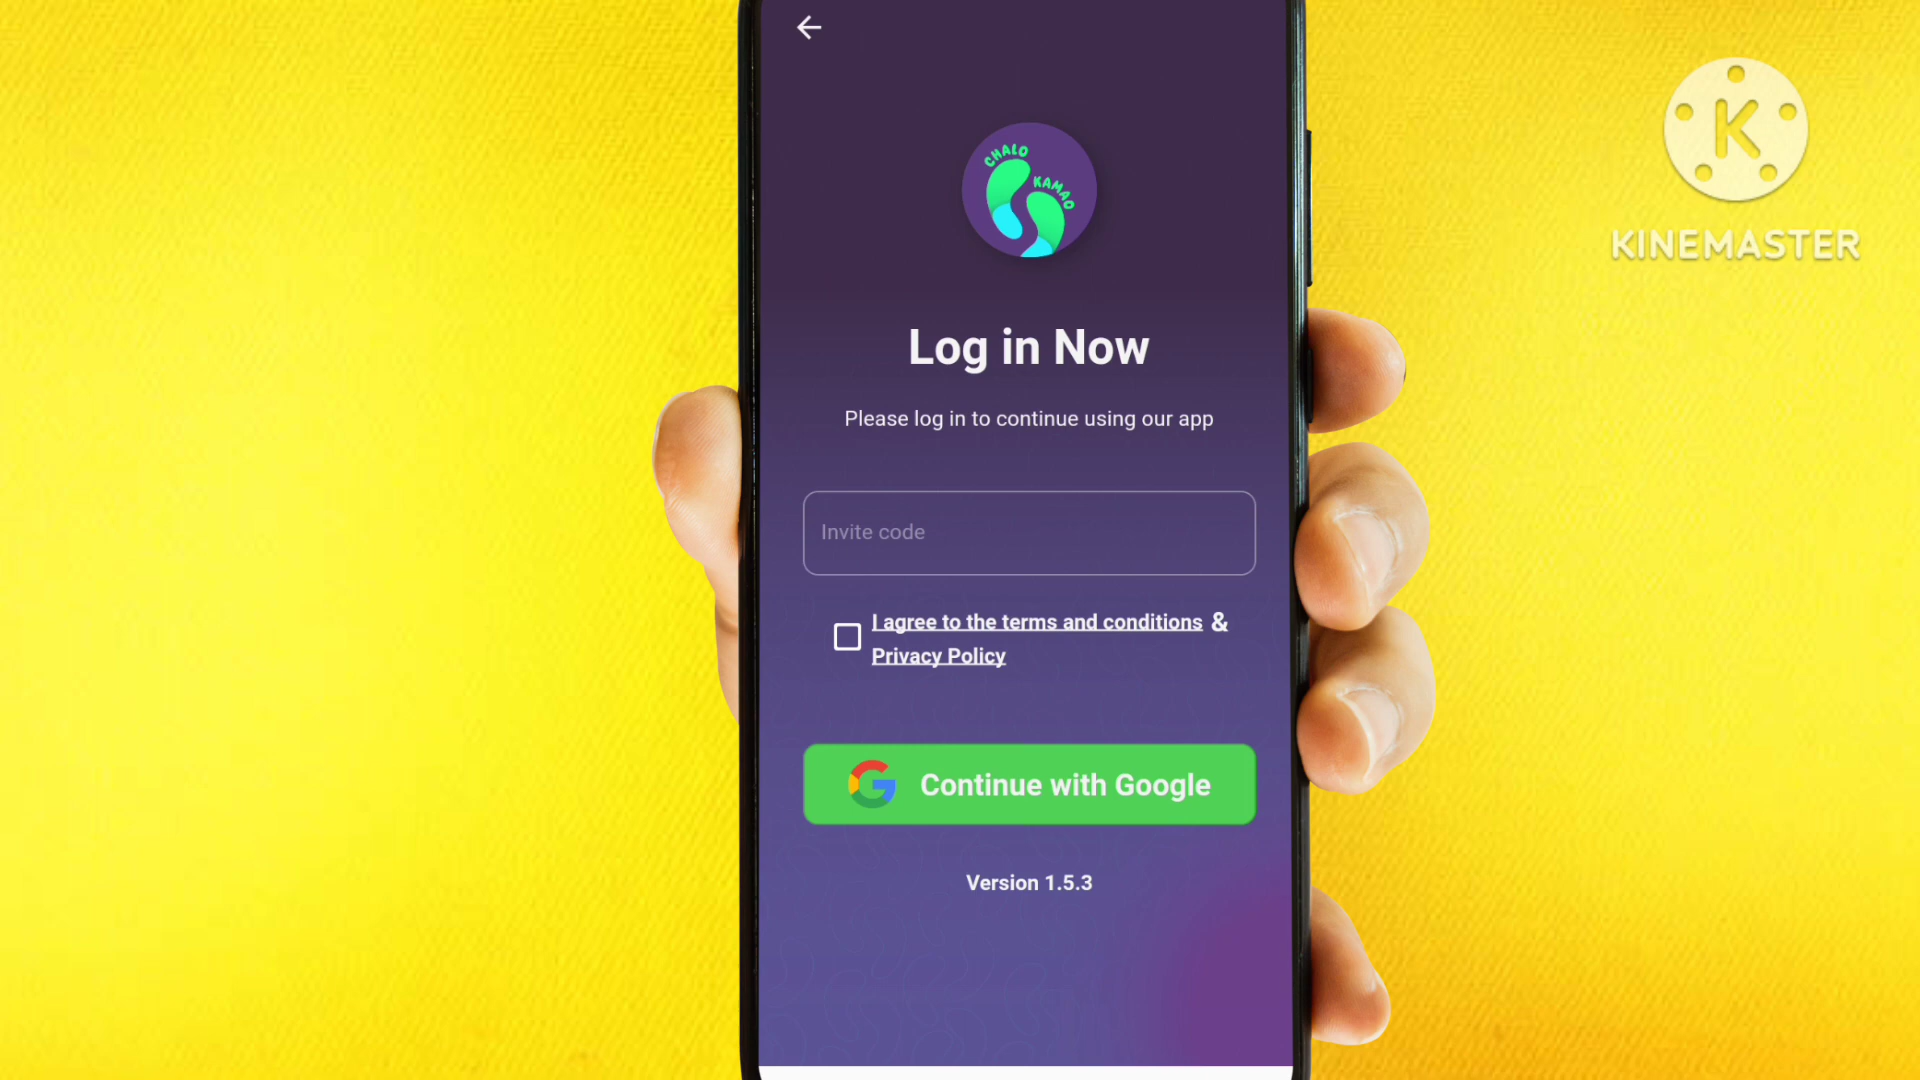 CHALO
KAMAO
KINEMASTER
Log in Now
Please log in to continue using our app
Invite code
I agree to the terms and conditions &
Privacy Policy
Continue with Google
Version 1.5.3